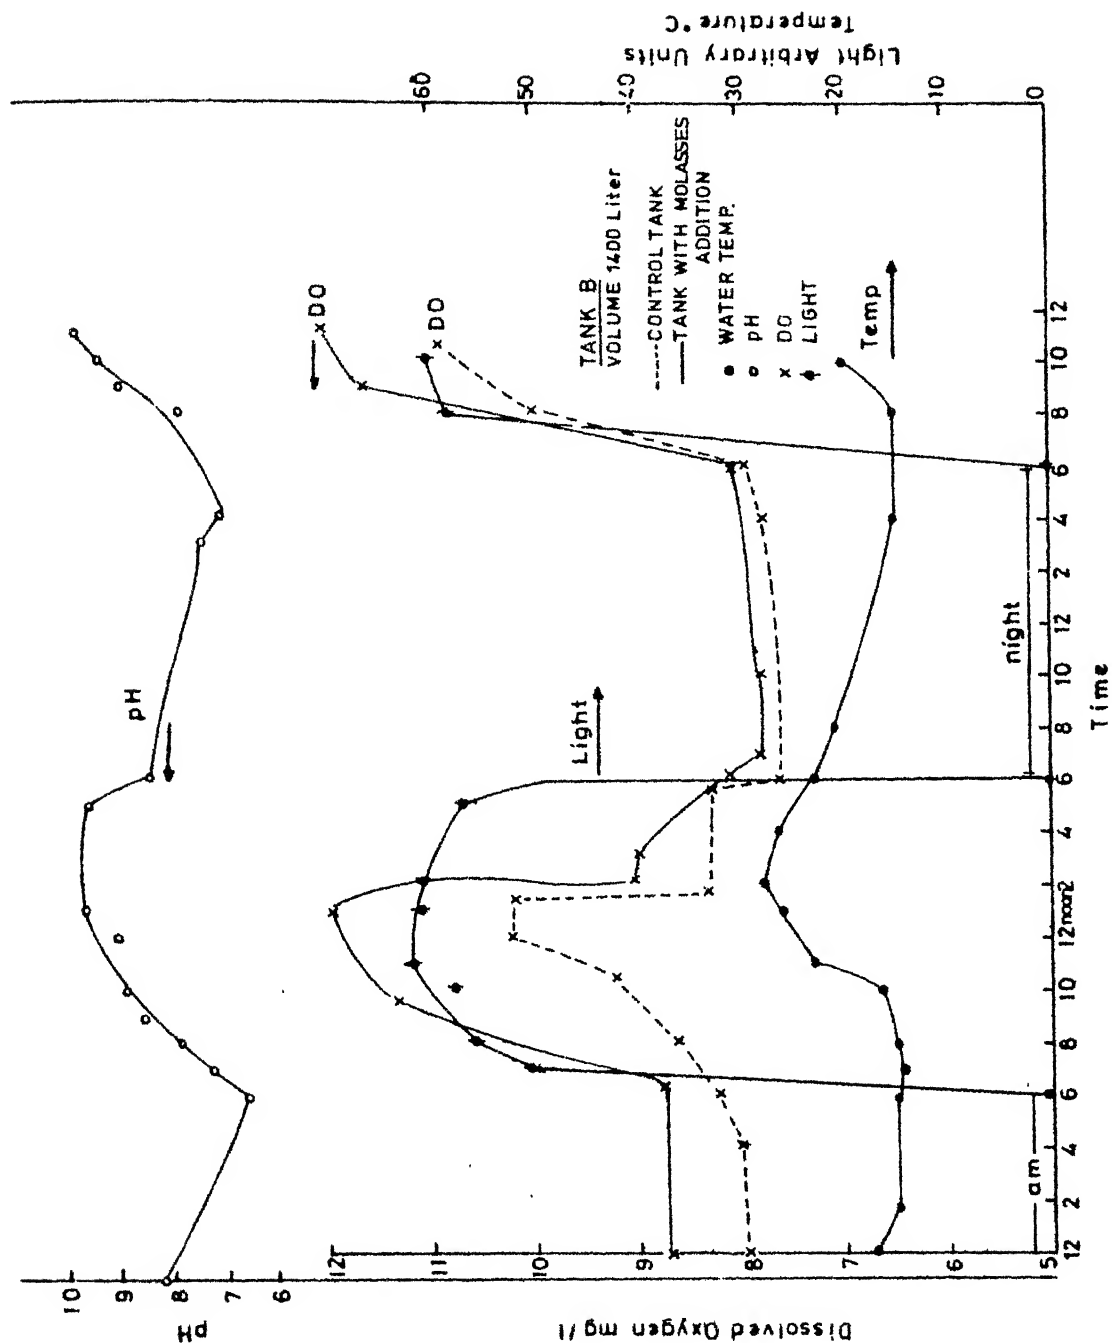 pH
10
9
8
7
6
Dissolved Oxygen mg/l
12
11
10
9
8
7
6
5
pH
Light
DO
DO
TANK B
VOLUME 1400 Liter
CONTROL TANK
TANK WITH MOLASSES
ADDITION
WATER TEMP.
pH
DO
LIGHT
Temp
am
night
12 2 4 6 8 10 12noon2 4 6 8 10 12 2 4 6 8 10 12
Time
60
50
40
30
20
10
0
Light Arbitrary Units
Temperature °C